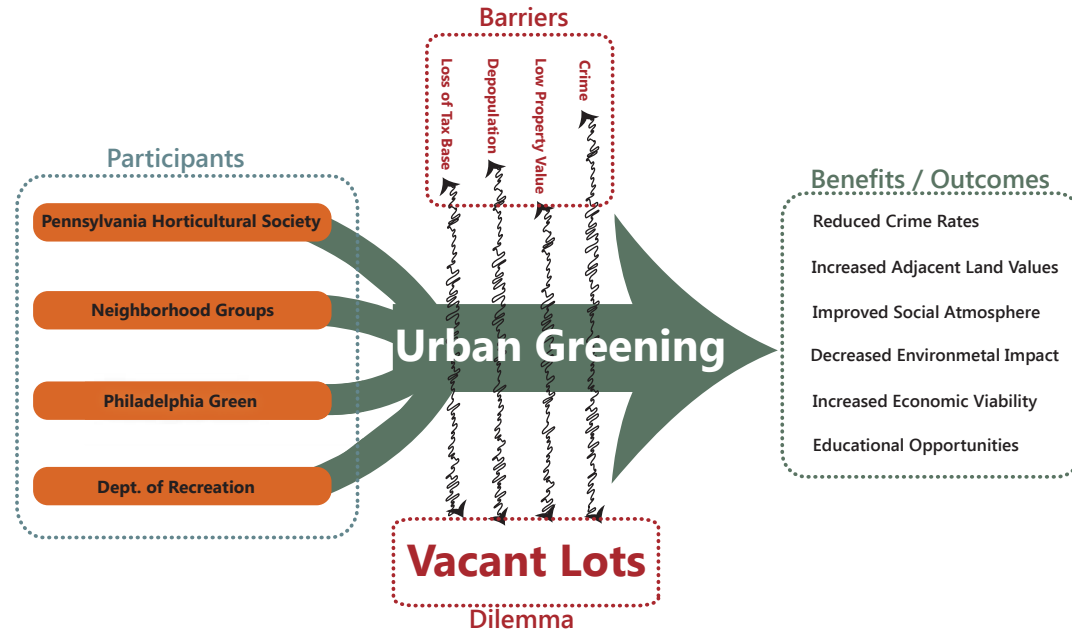 Barriers
Loss of Tax Base
Depopulation
Low Property Value
Crime
Participants
Pennsylvania Horticultural Society
Neighborhood Groups
Philadelphia Green
Dept. of Recreation
Urban Greening
Benefits / Outcomes
Reduced Crime Rates
Increased Adjacent Land Values
Improved Social Atmosphere
Decreased Environmetal Impact
Increased Economic Viability
Educational Opportunities
Vacant Lots
Dilemma